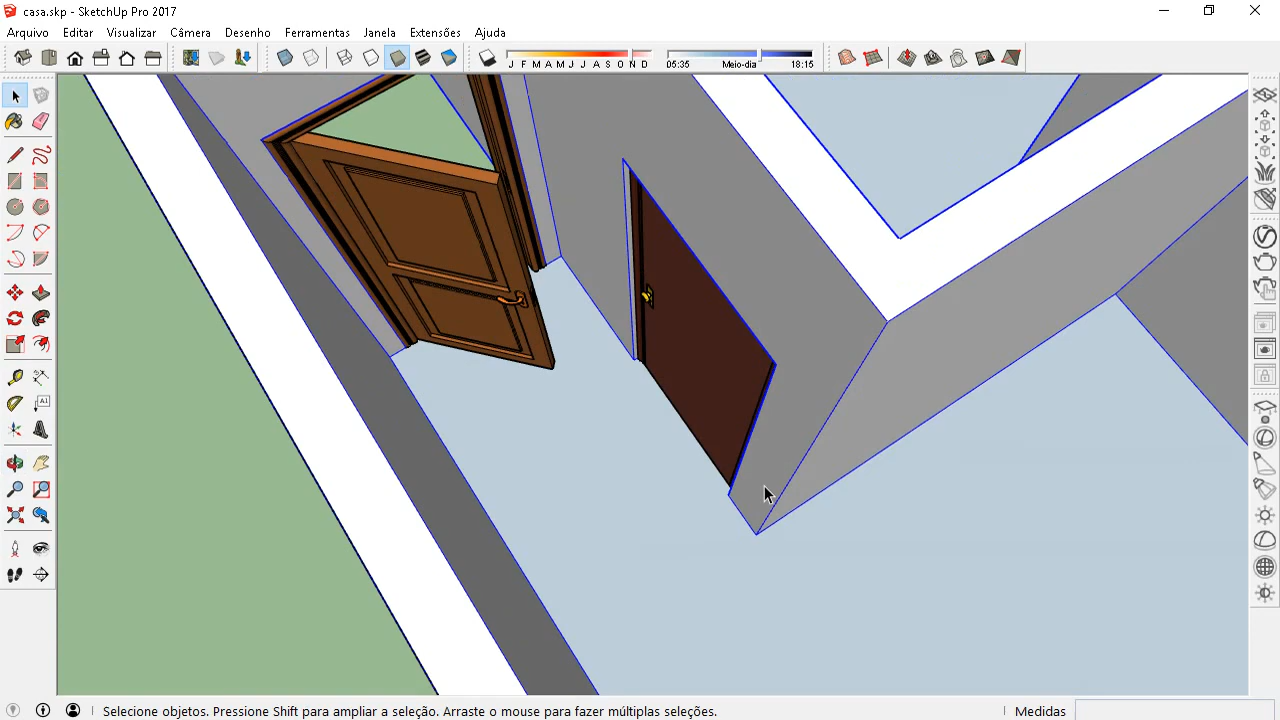 casa.skp - SketchUp Pro 2017
Arquivo Editar Visualizar Câmera Desenho Ferramentas Janela Extensões Ajuda
J F M A M J J A S O N D 05:35 Meio-dia 18:15
A1
Selecione objetos. Pressione Shift para ampliar a seleção. Arraste o mouse para fazer múltiplas seleções. Medidas